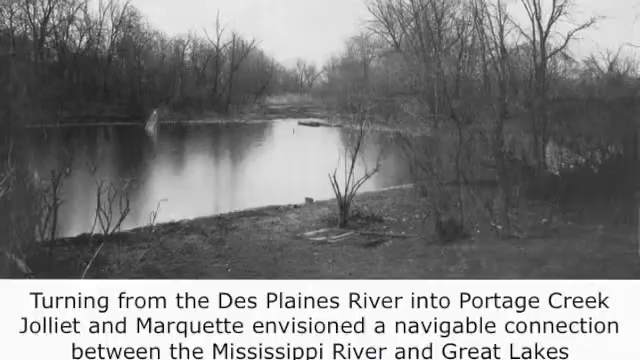 Turning from the Des Plaines River into Portage Creek
Jolliet and Marquette envisioned a navigable connection
between the Mississippi River and Great Lakes